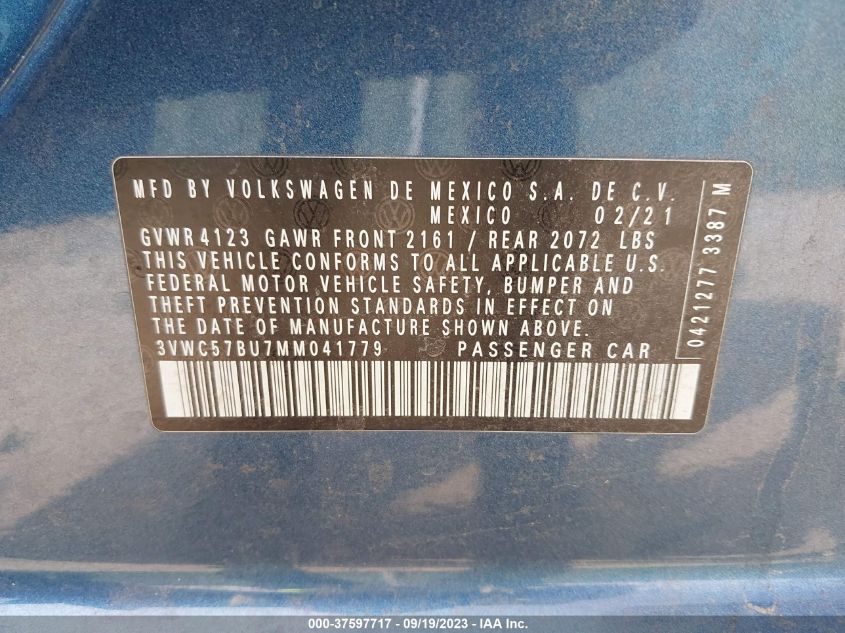 MFD BY VOLKSWAGEN DE MEXICO S.A. DE C.V.
MEXICO 02/21
GVWR 4123 GAWR FRONT 2161 / REAR 2072 LBS
THIS VEHICLE CONFORMS TO ALL APPLICABLE U.S.
FEDERAL MOTOR VEHICLE SAFETY, BUMPER AND
THEFT PREVENTION STANDARDS IN EFFECT ON
THE DATE OF MANUFACTURE SHOWN ABOVE.
3VWC57BU7MM041779 PASSENGER CAR
0421277 3387 M
000-37597717 - 09/19/2023 - IAA Inc.